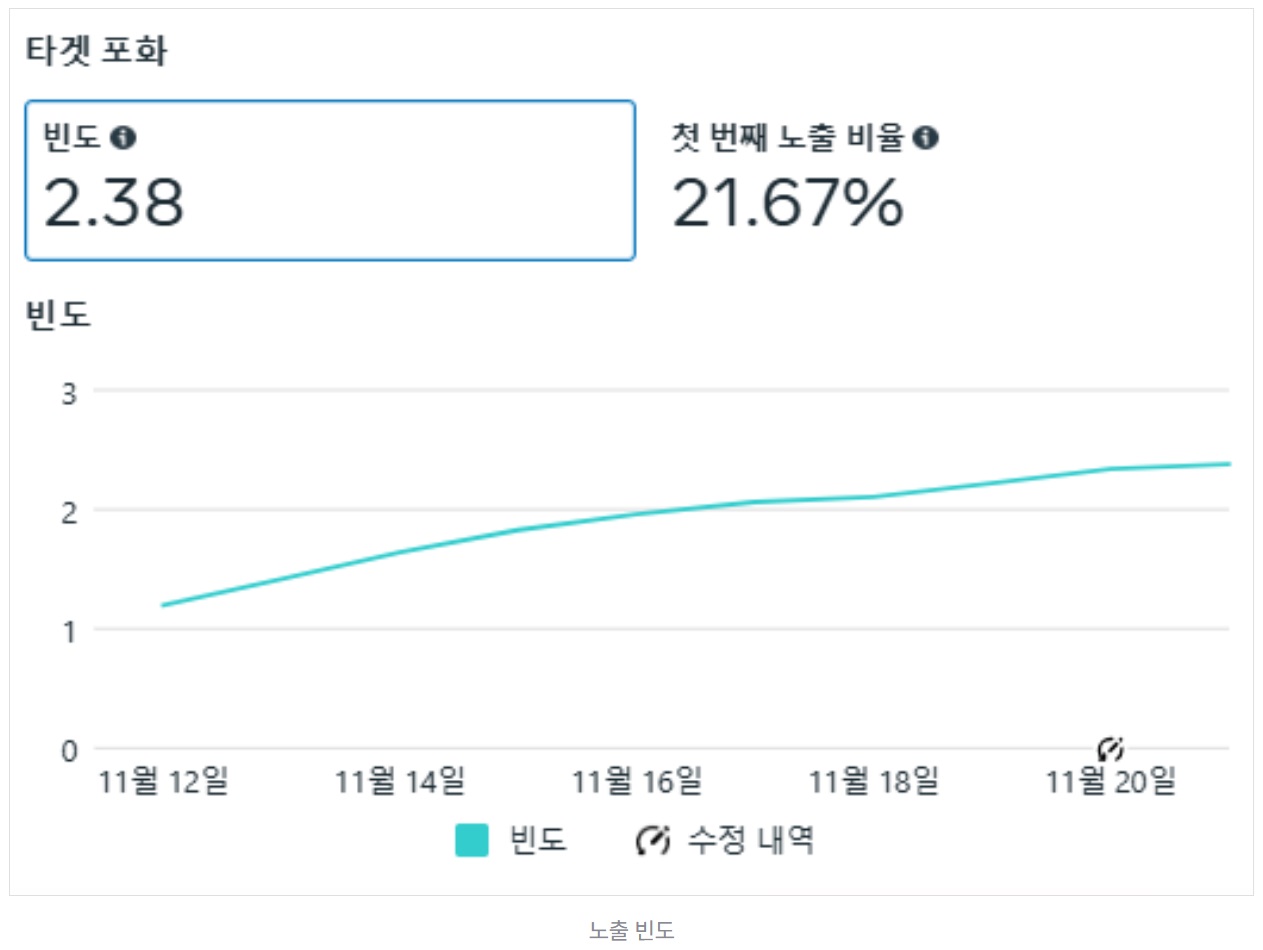 타겟 포화
빈도
첫 번째 노출 비율
2.38
21.67%
빈도
3
2
1
0
11월 12일
11월 14일
11월 16일
11월 18일
11월 20일
빈도
수정 내역
노출 빈도